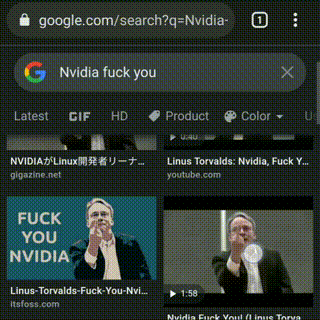 google.com/search?q=Nvidia-
1
Nvidia fuck you
Latest
GIF
HD
Product
Color
0:40
NVIDIAがLinux開発者リーナ...
gigazine.net
Linus Torvalds: Nvidia, Fuck Y...
youtube.com
FUCK
YOU
NVIDIA
Linus-Torvalds-Fuck-You-Nvi...
itsfoss.com
1:58
Nvidia Fuck You! (Linus Torva...